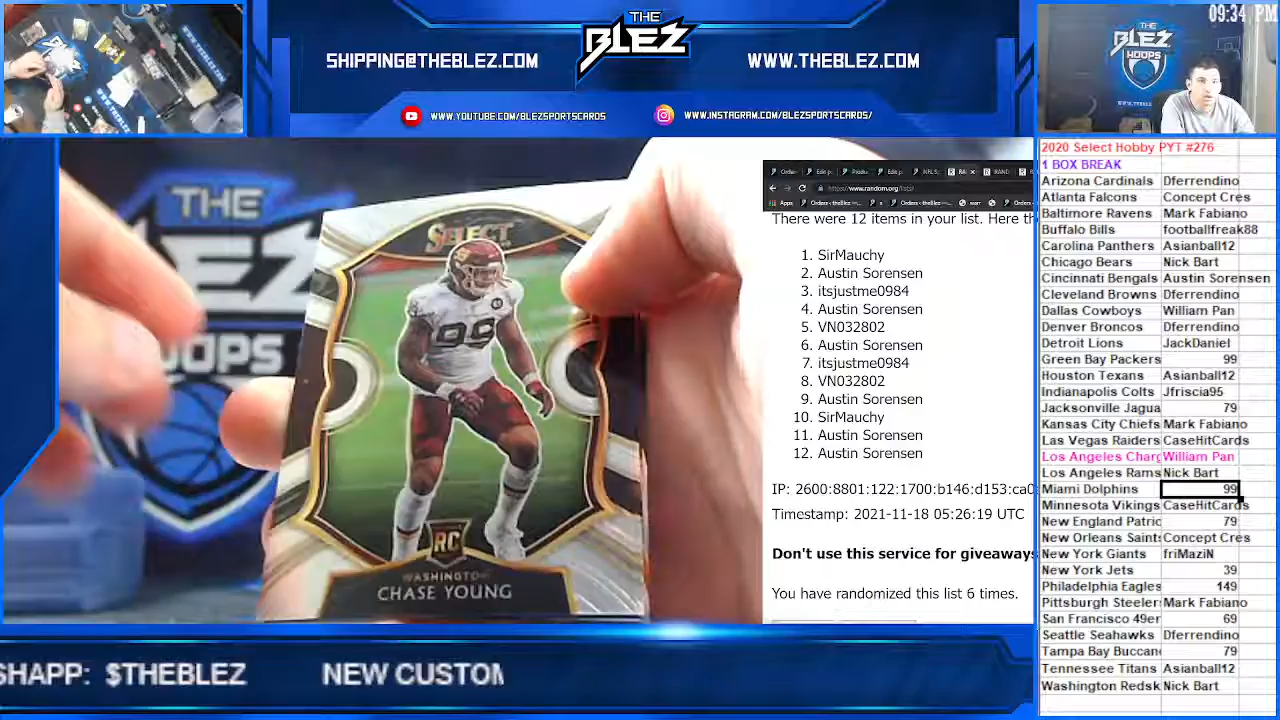 09:34 PM
THE
BLEZ
SHIPPING@THEBLEZ.COM
WWW.THEBLEZ.COM
WWW.YOUTUBE.COM/BLEZSPORTSCARDS
WWW.INSTAGRAM.COM/BLEZSPORTSCARDS/
THE
BLEZ
HOOPS
THE
HOOPS
SELECT
99
RC
WASHINGTON
CHASE YOUNG
https://www.random.org/lists/
There were 12 items in your list. Here th
1. SirMauchy
2. Austin Sorensen
3. itsjustme0984
4. Austin Sorensen
5. VN032802
6. Austin Sorensen
7. itsjustme0984
8. VN032802
9. Austin Sorensen
10. SirMauchy
11. Austin Sorensen
12. Austin Sorensen
IP: 2600:8801:122:1700:b146:d153:ca0
Timestamp: 2021-11-18 05:26:19 UTC
Don't use this service for giveaways
You have randomized this list 6 times.
2020 Select Hobby PYT #276
1 BOX BREAK
Arizona Cardinals Dferrendino
Atlanta Falcons Concept Cres
Baltimore Ravens Mark Fabiano
Buffalo Bills footballfreak88
Carolina Panthers Asianball12
Chicago Bears Nick Bart
Cincinnati Bengals Austin Sorensen
Cleveland Browns Dferrendino
Dallas Cowboys William Pan
Denver Broncos Dferrendino
Detroit Lions JackDaniel
Green Bay Packers 99
Houston Texans Asianball12
Indianapolis Colts Jfriscia95
Jacksonville Jagua 79
Kansas City Chiefs Mark Fabiano
Las Vegas Raiders CaseHitCards
Los Angeles Charg William Pan
Los Angeles Rams Nick Bart
Miami Dolphins 99
Minnesota Vikings CaseHitCards
New England Patric 79
New Orleans Saints Concept Cres
New York Giants friMaziN
New York Jets 39
Philadelphia Eagles 149
Pittsburgh Steeler Mark Fabiano
San Francisco 49er 69
Seattle Seahawks Dferrendino
Tampa Bay Buccan 79
Tennessee Titans Asianball12
Washington Redsk Nick Bart
SHAPP: $THEBLEZ NEW CUSTOM